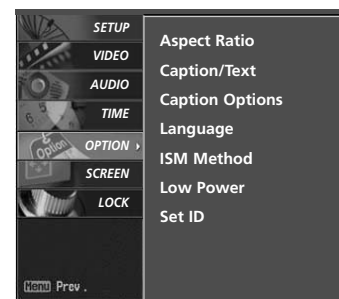 SETUP
VIDEO
AUDIO
TIME
OPTION
SCREEN
LOCK
Menu Prev.
Aspect Ratio
Caption/Text
Caption Options
Language
ISM Method
Low Power
Set ID